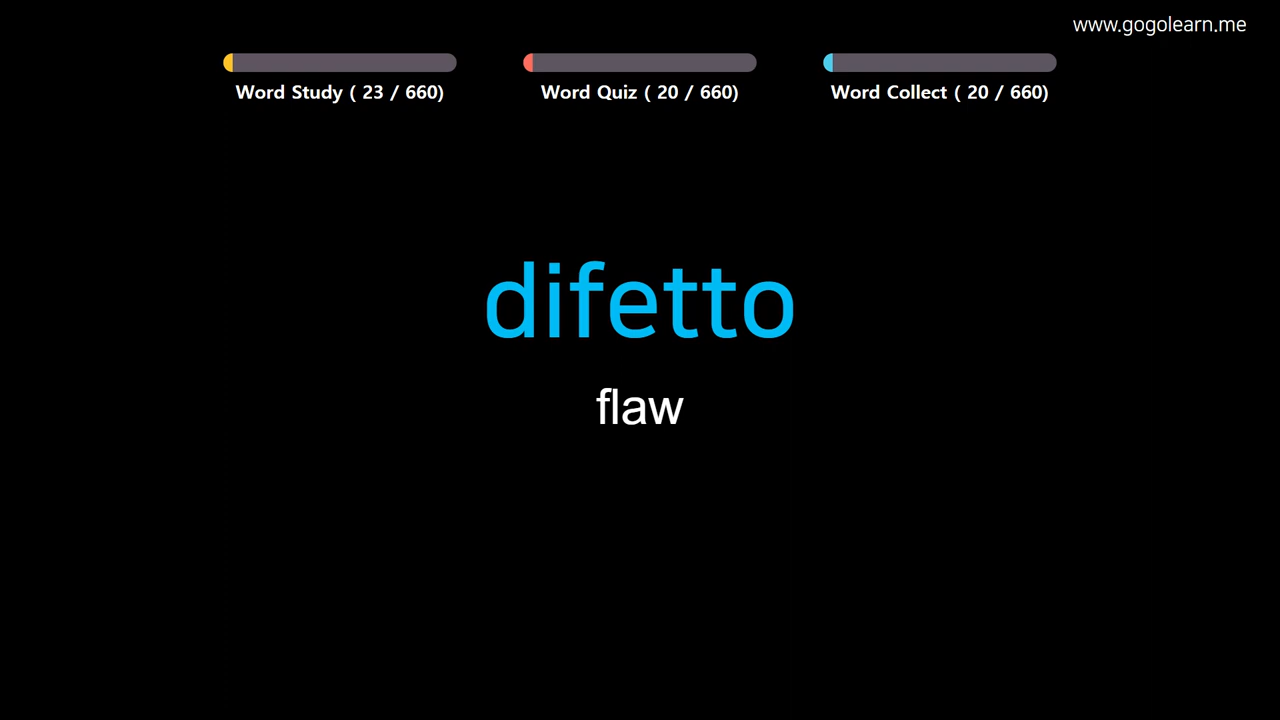 www.gogolearn.me
Word Study ( 23 / 660)
Word Quiz ( 20 / 660)
Word Collect ( 20 / 660)
difetto
flaw